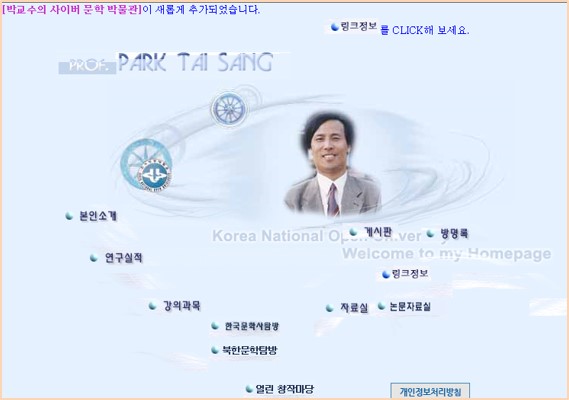 [박교수의 사이버 문학 박물관]이 새롭게 추가되었습니다.
링크정보 를 CLICK해 보세요.
PROF. PARK TAI SANG
본인소개
게시판
방명록
Korea National Open Univer
연구실적
Welcome to my Homepage
링크정보
강의과목
자료실
논문자료실
한국문학사탐방
북한문학탐방
열린 창작마당
개인정보처리방침